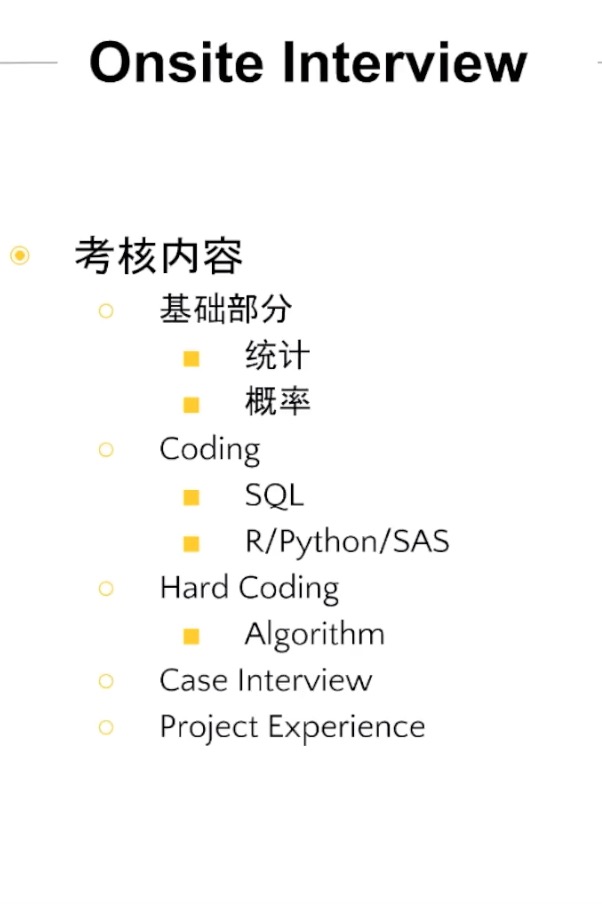 Onsite Interview
考核内容
基础部分
统计
概率
Coding
SQL
R/Python/SAS
Hard Coding
Algorithm
Case Interview
Project Experience